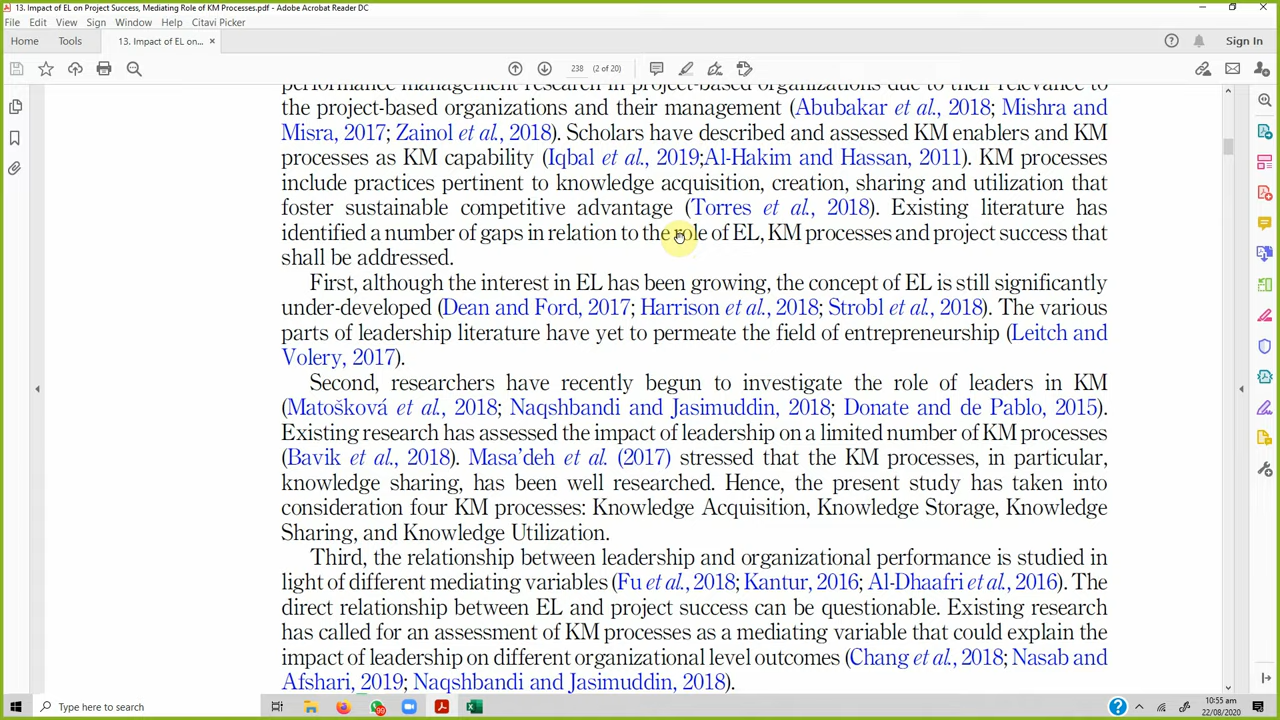 13. Impact of EL on Project Success, Mediating Role of KM Processes.pdf - Adobe Acrobat Reader DC
File Edit View Sign Window Help Citavi Picker
Home Tools 13. Impact of EL on... × Sign In
238 (2 of 20)
performance management research in project-based organizations due to their relevance to
the project-based organizations and their management (Abubakar et al., 2018; Mishra and
Misra, 2017; Zainol et al., 2018). Scholars have described and assessed KM enablers and KM
processes as KM capability (Iqbal et al., 2019;Al-Hakim and Hassan, 2011). KM processes
include practices pertinent to knowledge acquisition, creation, sharing and utilization that
foster sustainable competitive advantage (Torres et al., 2018). Existing literature has
identified a number of gaps in relation to the role of EL, KM processes and project success that
shall be addressed.
First, although the interest in EL has been growing, the concept of EL is still significantly
under-developed (Dean and Ford, 2017; Harrison et al., 2018; Strobl et al., 2018). The various
parts of leadership literature have yet to permeate the field of entrepreneurship (Leitch and
Volery, 2017).
Second, researchers have recently begun to investigate the role of leaders in KM
(Matošková et al., 2018; Naqshbandi and Jasimuddin, 2018; Donate and de Pablo, 2015).
Existing research has assessed the impact of leadership on a limited number of KM processes
(Bavik et al., 2018). Masa'deh et al. (2017) stressed that the KM processes, in particular,
knowledge sharing, has been well researched. Hence, the present study has taken into
consideration four KM processes: Knowledge Acquisition, Knowledge Storage, Knowledge
Sharing, and Knowledge Utilization.
Third, the relationship between leadership and organizational performance is studied in
light of different mediating variables (Fu et al., 2018; Kantur, 2016; Al-Dhaafri et al., 2016). The
direct relationship between EL and project success can be questionable. Existing research
has called for an assessment of KM processes as a mediating variable that could explain the
impact of leadership on different organizational level outcomes (Chang et al., 2018; Nasab and
Afshari, 2019; Naqshbandi and Jasimuddin, 2018).
Type here to search
99
10:55 am
22/08/2020